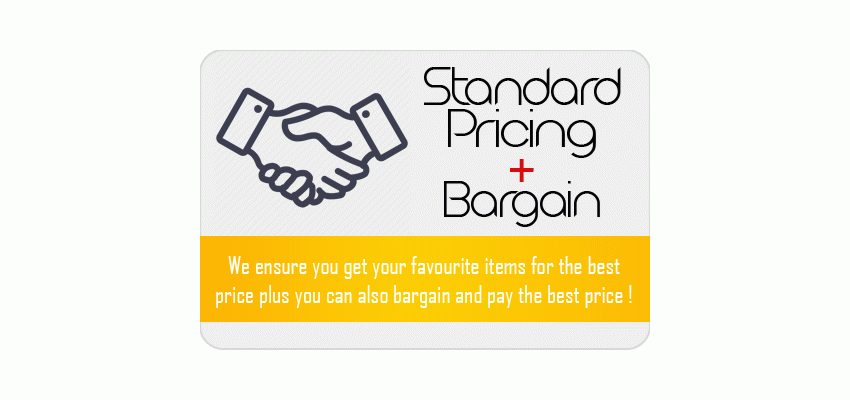 Standard
Pricing
+
Bargain
We ensure you get your favourite items for the best
price plus you can also bargain and pay the best price !